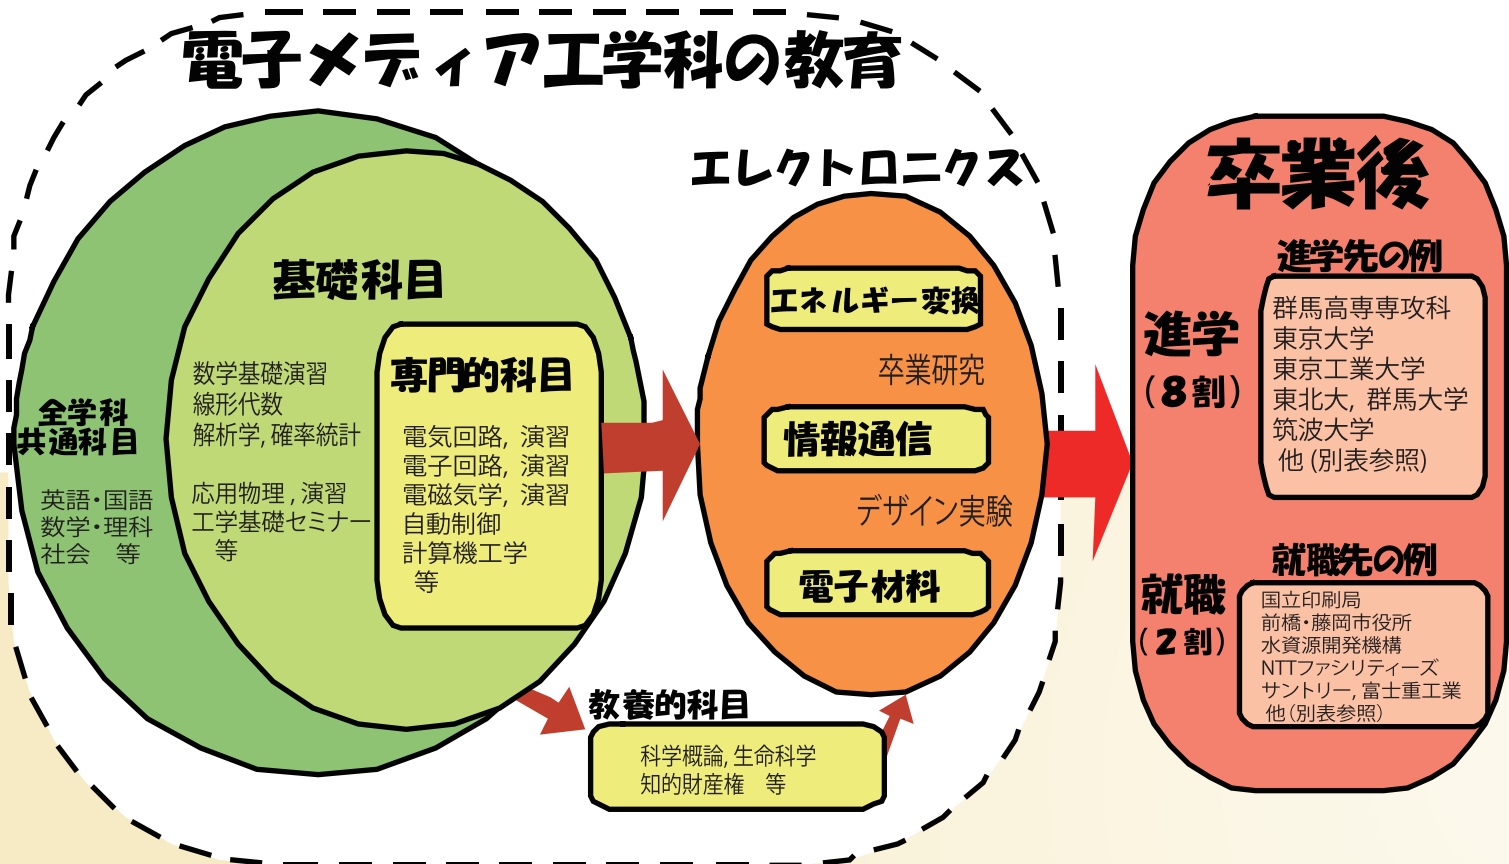 電子メディア工学科の教育
全学科
共通科目
英語・国語
数学・理科
社会　等
基礎科目
数学基礎演習
線形代数
解析学, 確率統計
応用物理 , 演習
工学基礎セミナー
等
専門的科目
電気回路, 演習
電子回路, 演習
電磁気学, 演習
自動制御
計算機工学
等
教養的科目
科学概論, 生命科学
知的財産権　等
エレクトロニクス
エネルギー変換
卒業研究
情報通信
デザイン実験
電子材料
卒業後
進学
（8割）
進学先の例
群馬高専専攻科
東京大学
東京工業大学
東北大, 群馬大学
筑波大学
他 (別表参照)
就職
（2割）
就職先の例
国立印刷局
前橋・藤岡市役所
水資源開発機構
NTTファシリティーズ
サントリー, 富士重工業
他（別表参照）